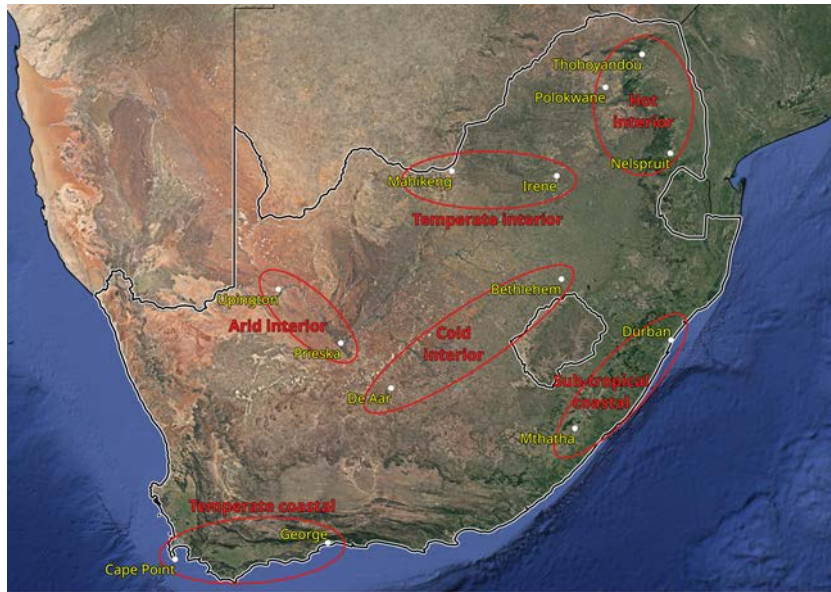 Thohoyandou
Polokwane
Hot
interior
Nelspruit
Mahikeng
Irene
Temperate interior
Upington
Bethlehem
Arid interior
Cold
interior
Durban
Prieska
De Aar
Sub-tropical
coastal
Mthatha
Temperate coastal
George
Cape Point